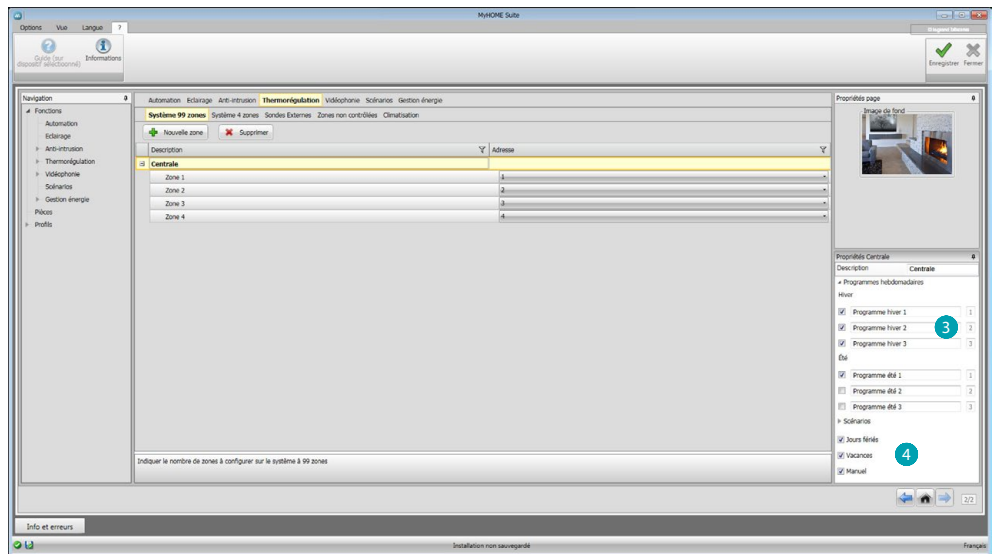 MyHOME Suite
Options Vue Langue ?
Guide (sur dispositif sélectionné)
Informations
Enregistrer Fermer
Navigation
Fonctions
Automation
Eclairage
Anti-intrusion
Thermorégulation
Vidéophonie
Scénarios
Gestion énergie
Pièces
Profils
Automation Eclairage Anti-intrusion Thermorégulation Vidéophonie Scénarios Gestion énergie
Système 99 zones Système 4 zones Sondes Externes Zones non contrôlées Climatisation
Nouvelle zone Supprimer
Description Adresse
Centrale
Zone 1 1
Zone 2 2
Zone 3 3
Zone 4 4
Indiquer le nombre de zones à configurer sur le système à 99 zones
Propriétés page
Image de fond
Propriétés Centrale
Description Centrale
Programmes hebdomadaires
Hiver
Programme hiver 1 1
Programme hiver 2 2
3
Programme hiver 3 3
Été
Programme été 1 1
Programme été 2 2
Programme été 3 3
Scénarios
Jours fériés
Vacances
4
Manuel
2/2
Info et erreurs
Installation non sauvegardé
Français